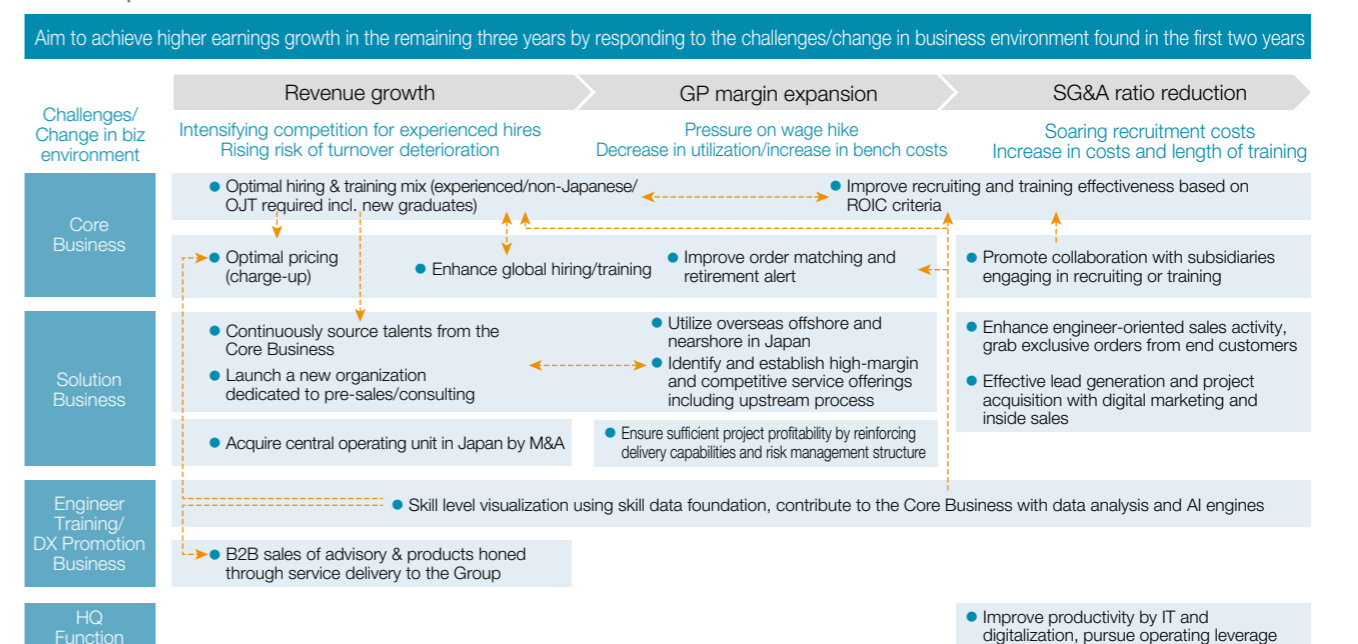 Aim to achieve higher earnings growth in the remaining three years by responding to the challenges/change in business environment found in the first two years
Challenges/
Change in biz
environment
Revenue growth
GP margin expansion
SG&A ratio reduction
Intensifying competition for experienced hires
Rising risk of turnover deterioration
Pressure on wage hike
Decrease in utilization/increase in bench costs
Soaring recruitment costs
Increase in costs and length of training
Core
Business
● Optimal hiring & training mix (experienced/non-Japanese/
OJT required incl. new graduates)
● Improve recruiting and training effectiveness based on
ROIC criteria
● Optimal pricing
(charge-up)
● Enhance global hiring/training
● Improve order matching and
retirement alert
● Promote collaboration with subsidiaries
engaging in recruiting or training
Solution
Business
● Continuously source talents from the
Core Business
● Launch a new organization
dedicated to pre-sales/consulting
● Utilize overseas offshore and
nearshore in Japan
● Identify and establish high-margin
and competitive service offerings
including upstream process
● Enhance engineer-oriented sales activity,
grab exclusive orders from end customers
● Effective lead generation and project
acquisition with digital marketing and
inside sales
● Acquire central operating unit in Japan by M&A
● Ensure sufficient project profitability by reinforcing
delivery capabilities and risk management structure
Engineer
Training/
DX Promotion
Business
● Skill level visualization using skill data foundation, contribute to the Core Business with data analysis and AI engines
● B2B sales of advisory & products honed
through service delivery to the Group
HQ
Function
● Improve productivity by IT and
digitalization, pursue operating leverage